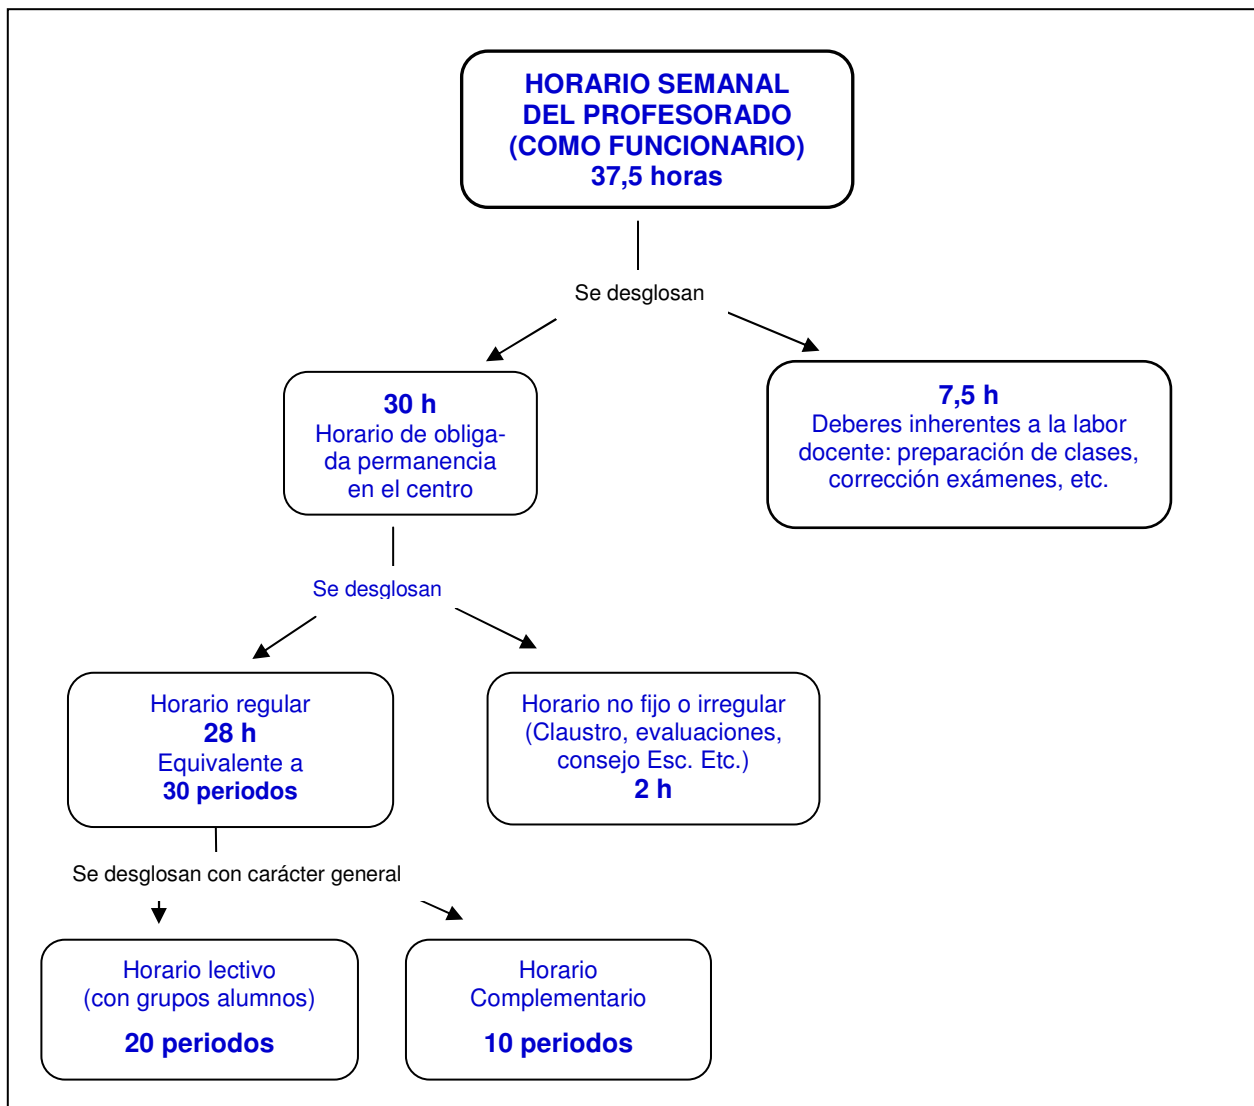 HORARIO SEMANAL
DEL PROFESORADO
(COMO FUNCIONARIO)
37,5 horas
Se desglosan
30 h
Horario de obliga-
da permanencia
en el centro
7,5 h
Deberes inherentes a la labor
docente: preparación de clases,
corrección exámenes, etc.
Se desglosan
Horario regular
28 h
Equivalente a
30 periodos
Horario no fijo o irregular
(Claustro, evaluaciones,
consejo Esc. Etc.)
2 h
Se desglosan con carácter general
Horario lectivo
(con grupos alumnos)
20 periodos
Horario
Complementario
10 periodos